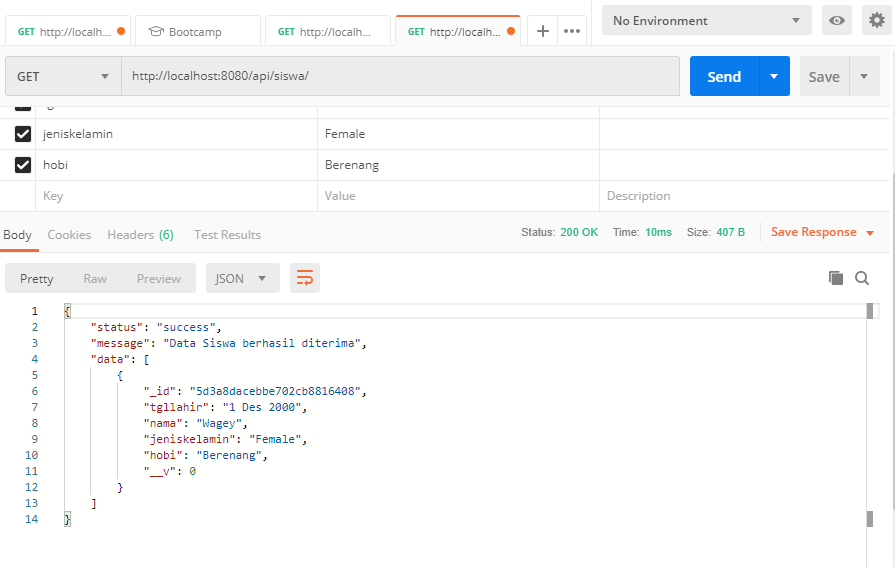 GET http://localh... Bootcamp GET http://localh... GET http://localh... + ••• No Environment
GET http://localhost:8080/api/siswa/ Send Save
jeniskelamin Female
hobi Berenang
Key Value Description
Body Cookies Headers (6) Test Results Status: 200 OK Time: 10ms Size: 407 B Save Response
Pretty Raw Preview JSON
1 {
2 "status": "success",
3 "message": "Data Siswa berhasil diterima",
4 "data": [
5 {
6 "_id": "5d3a8dacebbe702cb8816408",
7 "tgllahir": "1 Des 2000",
8 "nama": "Wagey",
9 "jeniskelamin": "Female",
10 "hobi": "Berenang",
11 "__v": 0
12 }
13 ]
14 }